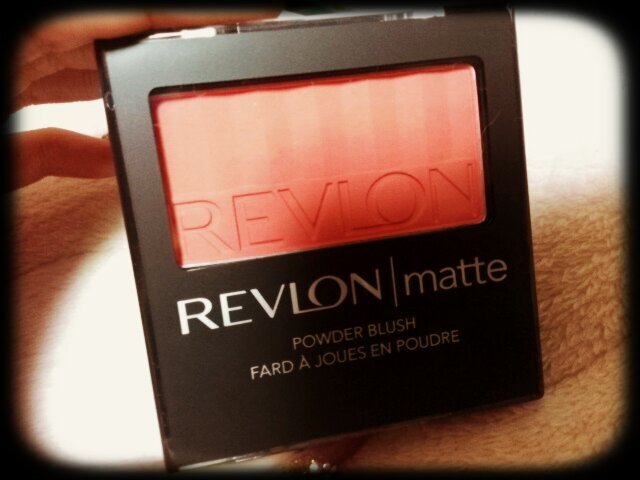 REVLON
REVLON | matte
POWDER BLUSH
FARD À JOUES EN POUDRE